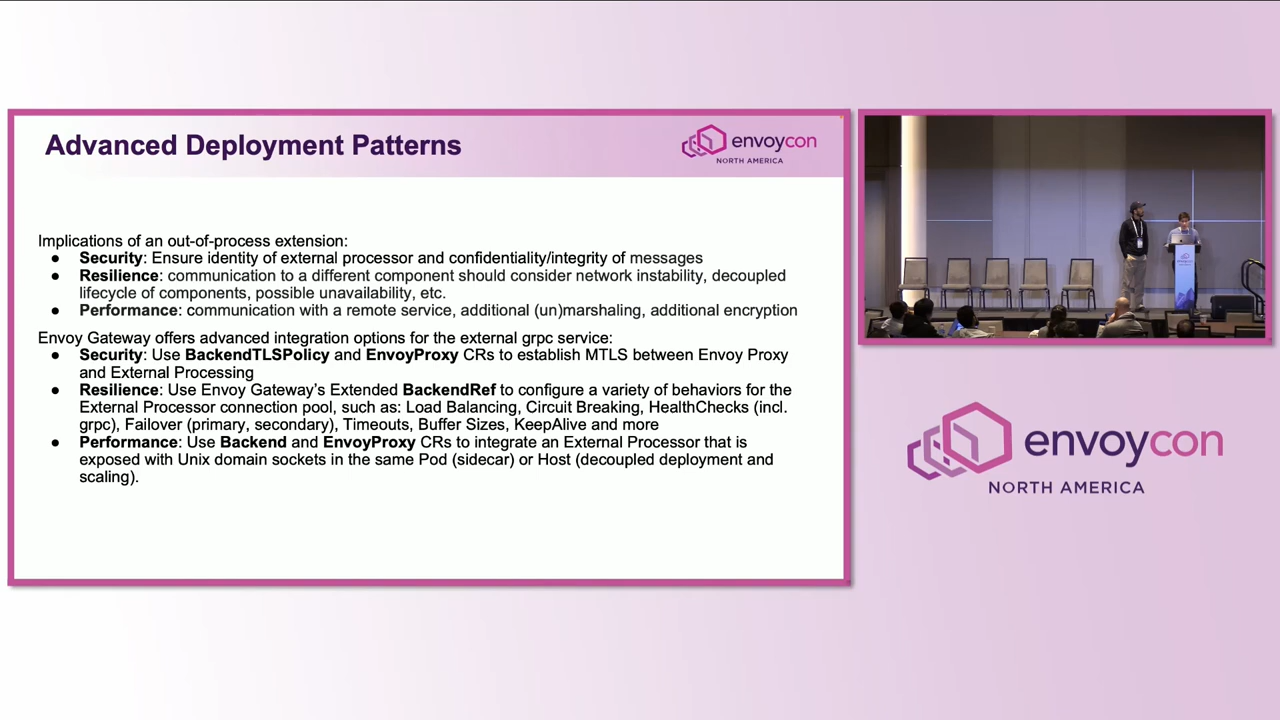 Advanced Deployment Patterns
envoycon
NORTH AMERICA
Implications of an out-of-process extension:
● Security: Ensure identity of external processor and confidentiality/integrity of messages
● Resilience: communication to a different component should consider network instability, decoupled
lifecycle of components, possible unavailability, etc.
● Performance: communication with a remote service, additional (un)marshaling, additional encryption
Envoy Gateway offers advanced integration options for the external grpc service:
● Security: Use BackendTLSPolicy and EnvoyProxy CRs to establish MTLS between Envoy Proxy
and External Processing
● Resilience: Use Envoy Gateway's Extended BackendRef to configure a variety of behaviors for the
External Processor connection pool, such as: Load Balancing, Circuit Breaking, HealthChecks (incl.
grpc), Failover (primary, secondary), Timeouts, Buffer Sizes, KeepAlive and more
● Performance: Use Backend and EnvoyProxy CRs to integrate an External Processor that is
exposed with Unix domain sockets in the same Pod (sidecar) or Host (decoupled deployment and
scaling).
envoycon
NORTH AMERICA